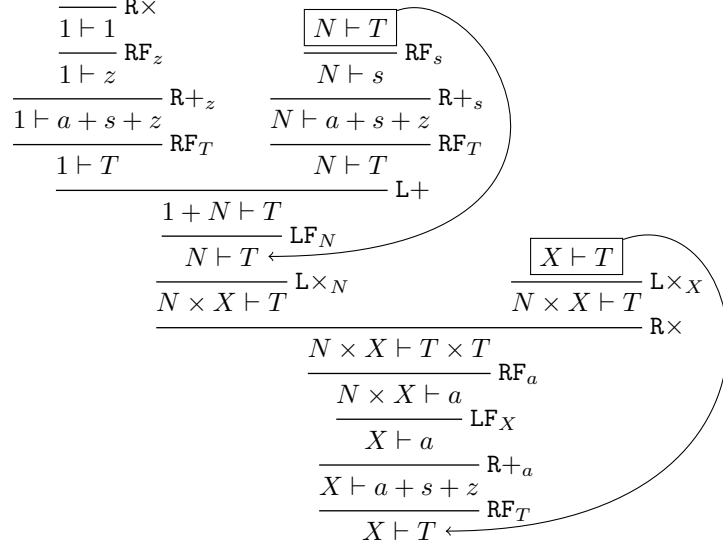 R×
1 ⊢ 1
N ⊢ T
RF_z
RF_s
1 ⊢ z
N ⊢ s
R+_z
R+_s
1 ⊢ a + s + z
N ⊢ a + s + z
RF_T
RF_T
1 ⊢ T
N ⊢ T
L+
1 + N ⊢ T
LF_N
N ⊢ T
X ⊢ T
L×_N
L×_X
N × X ⊢ T
N × X ⊢ T
R×
N × X ⊢ T × T
RF_a
N × X ⊢ a
LF_X
X ⊢ a
R+_a
X ⊢ a + s + z
RF_T
X ⊢ T